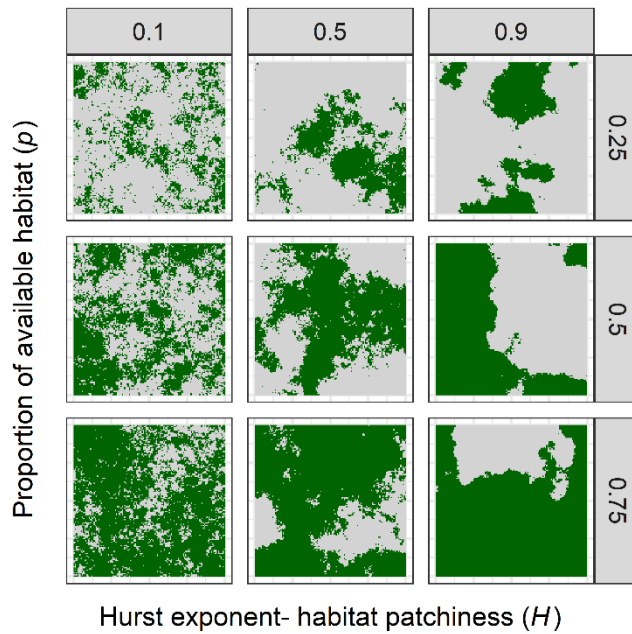 0.1 0.5 0.9
Proportion of available habitat (p)
0.25
0.5
0.75
Hurst exponent- habitat patchiness (H)